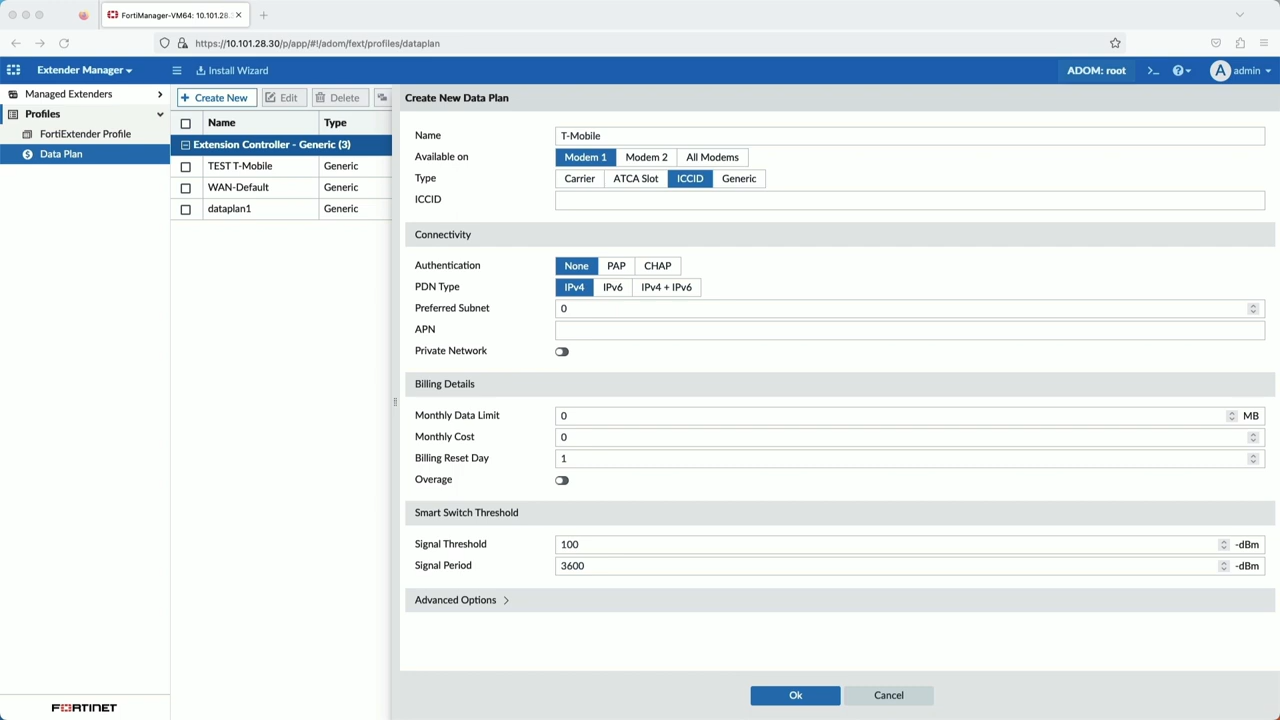 FortiManager-VM64: 10.101.28.
https://10.101.28.30/p/app/#!/adom/fext/profiles/dataplan
Extender Manager
Install Wizard
ADOM: root
A
admin
Managed Extenders
Profiles
FortiExtender Profile
Data Plan
Create New
Edit
Delete
Name
Type
Extension Controller - Generic (3)
TEST T-Mobile Generic
WAN-Default Generic
dataplan1 Generic
Create New Data Plan
Name T-Mobile
Available on Modem 1 Modem 2 All Modems
Type Carrier ATCA Slot ICCID Generic
ICCID
Connectivity
Authentication None PAP CHAP
PDN Type IPv4 IPv6 IPv4 + IPv6
Preferred Subnet 0
APN
Private Network
Billing Details
Monthly Data Limit 0 MB
Monthly Cost 0
Billing Reset Day 1
Overage
Smart Switch Threshold
Signal Threshold 100 -dBm
Signal Period 3600 -dBm
Advanced Options
Ok
Cancel
FORTINET